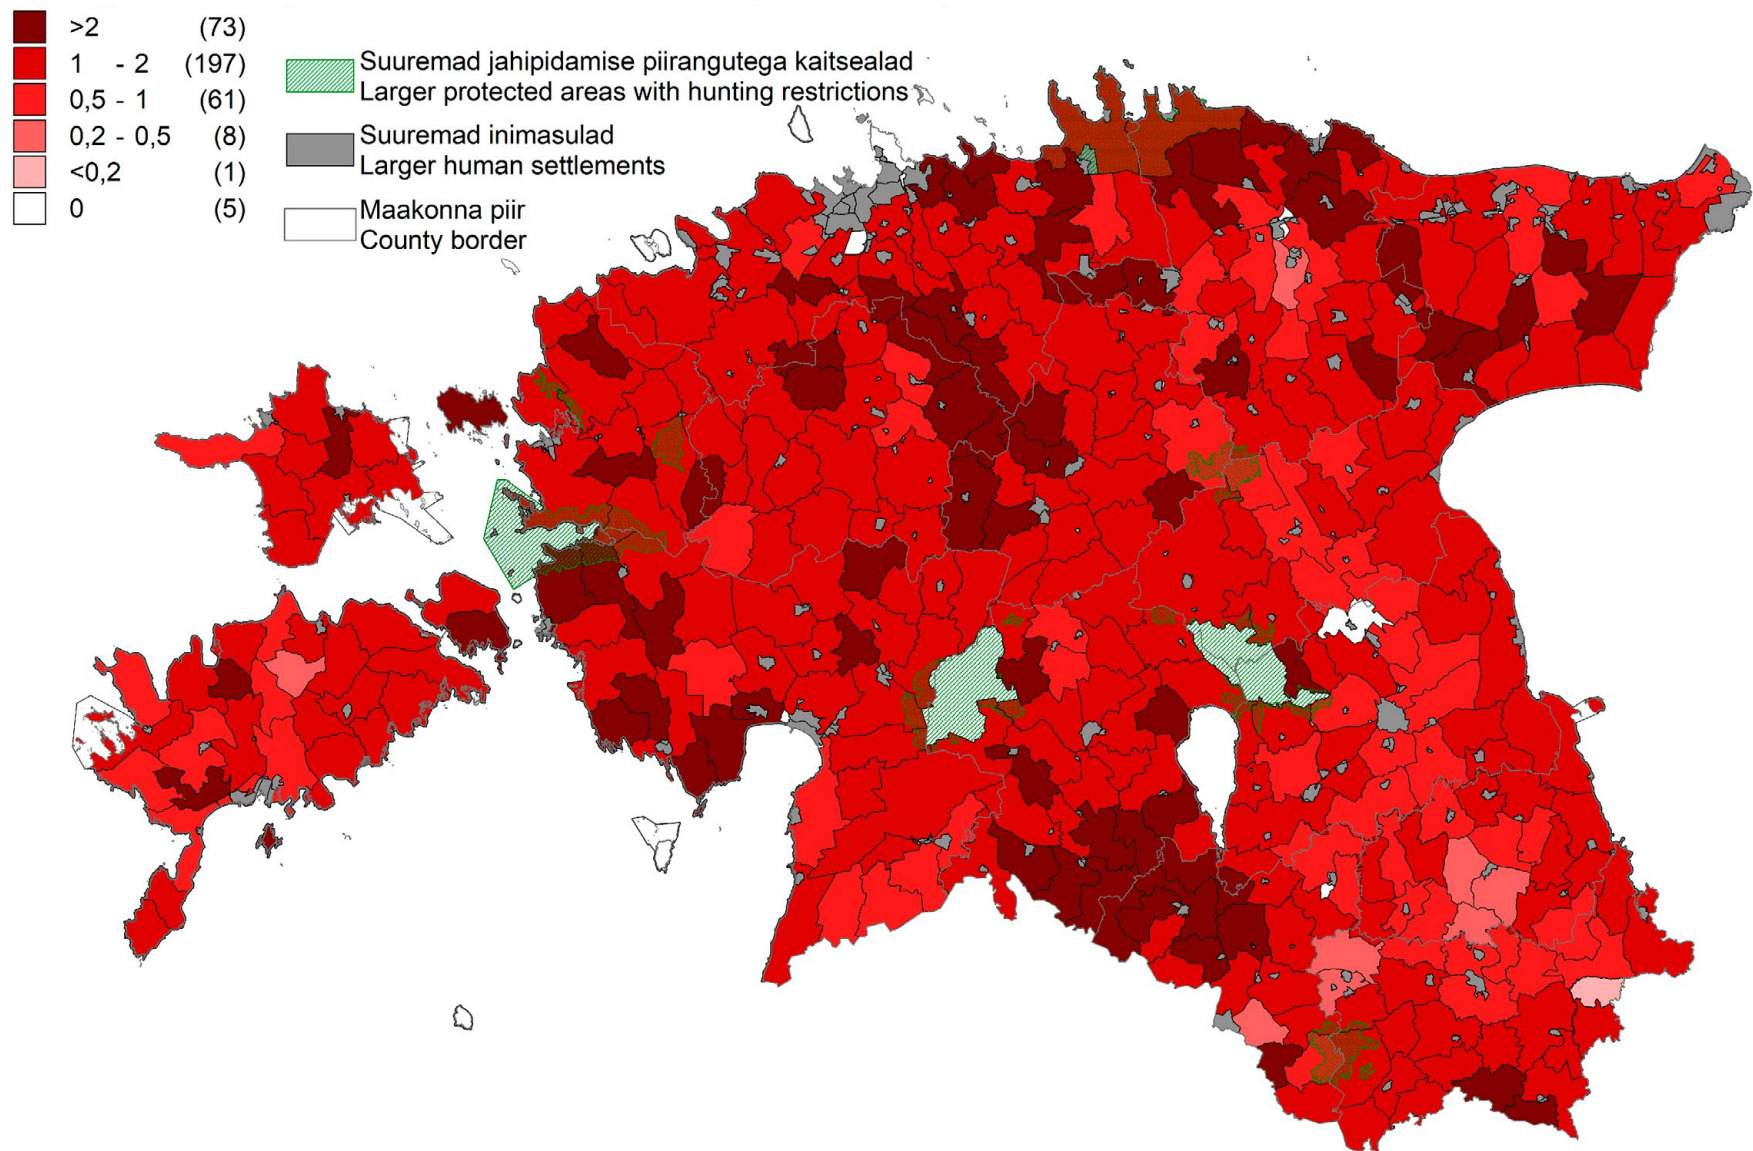 >2 (73)
1 - 2 (197)
0,5 - 1 (61)
0,2 - 0,5 (8)
<0,2 (1)
0 (5)
Suuremad jahipidamise piirangutega kaitsealad
Larger protected areas with hunting restrictions
Suuremad inimasulad
Larger human settlements
Maakonna piir
County border